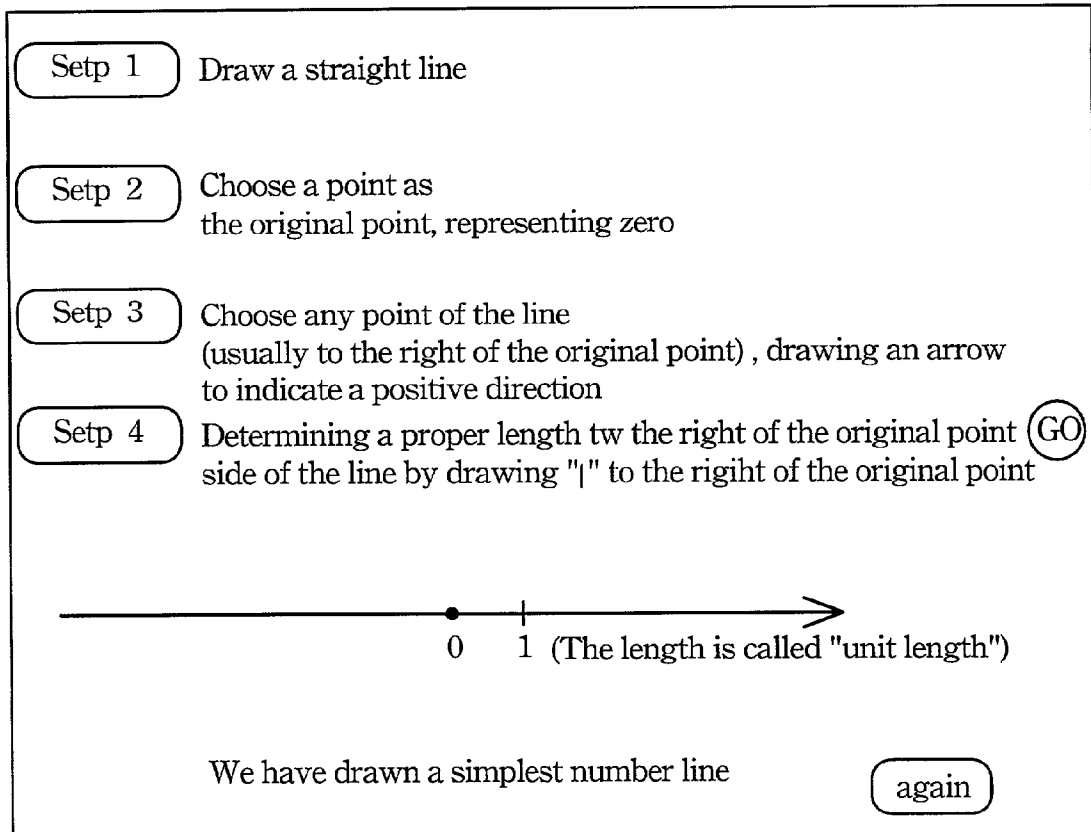 Setp 1 Draw a straight line
Setp 2 Choose a point as
the original point, representing zero
Setp 3 Choose any point of the line
(usually to the right of the original point) , drawing an arrow
to indicate a positive direction
Setp 4 Determining a proper length tw the right of the original point GO
side of the line by drawing "|" to the rigiht of the original point
0 1 (The length is called "unit length")
We have drawn a simplest number line again